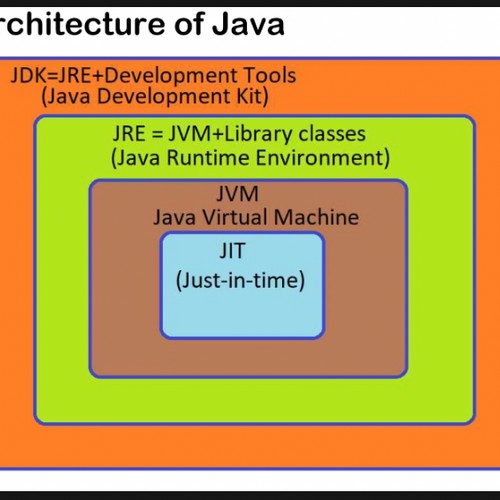 rchitecture of Java
JDK=JRE+Development Tools
(Java Development Kit)
JRE = JVM+Library classes
(Java Runtime Environment)
JVM
Java Virtual Machine
JIT
(Just-in-time)